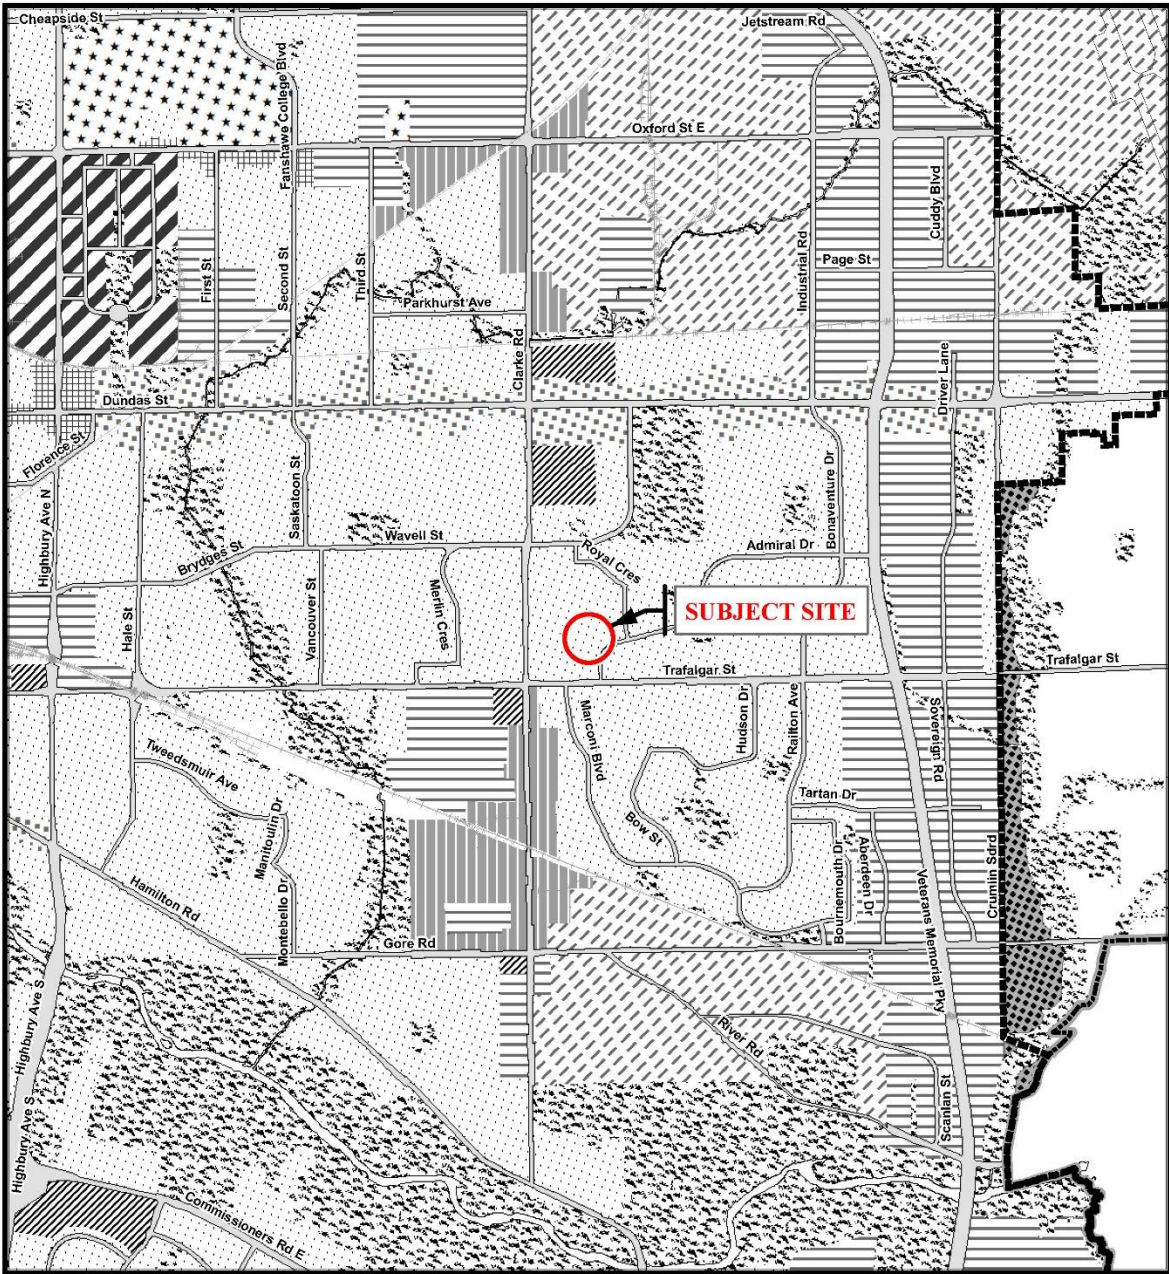 Cheapside St
Jetstream Rd
Fanshawe College Blvd
Oxford St E
Cuddy Blvd
First St
Second St
Third St
Industrial Rd
Page St
Parkhurst Ave
Clarke Rd
Driver Lane
Dundas St
Florence St
Saskatoon St
Bonaventure Dr
Highbury Ave N
Wavell St
Admiral Dr
Brydges St
Royal Cres
Merlin Cres
Vancouver St
Hale St
SUBJECT SITE
Trafalgar St
Trafalgar St
Marconi Blvd
Hudson Dr
Railton Ave
Sovereign Rd
Tweedsmuir Ave
Tartan Dr
Manitoulin Dr
Bow St
Bournemouth Dr
Aberdeen Dr
Veterans Memorial Pky
Crumlin Sdrd
Hamilton Rd
Montebello Dr
Gore Rd
Highbury Ave S
River Rd
Scanlan St
Highbury Ave S
Commissioners Rd E